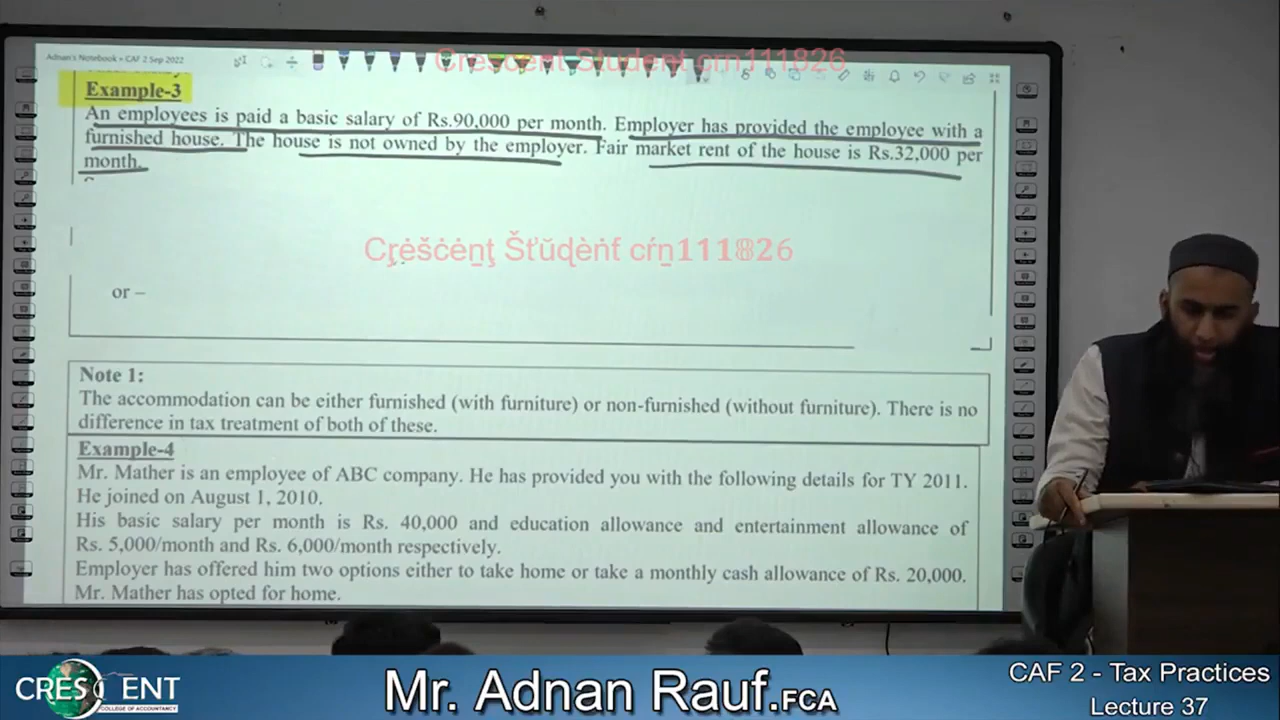 Adnan's Notebook • CAF 2 Sep 2022
Crescent Student crn111826
Example-3
An employees is paid a basic salary of Rs.90,000 per month. Employer has provided the employee with a
furnished house. The house is not owned by the employer. Fair market rent of the house is Rs.32,000 per
month.
Cŗėšċėṉţ Šťŭɖėṅť cŕṉ111826
or –
Note 1:
The accommodation can be either furnished (with furniture) or non-furnished (without furniture). There is no
difference in tax treatment of both of these.
Example-4
Mr. Mather is an employee of ABC company. He has provided you with the following details for TY 2011.
He joined on August 1, 2010.
His basic salary per month is Rs. 40,000 and education allowance and entertainment allowance of
Rs. 5,000/month and Rs. 6,000/month respectively.
Employer has offered him two options either to take home or take a monthly cash allowance of Rs. 20,000.
Mr. Mather has opted for home.
CRESCENT
COLLEGE OF ACCOUNTANCY
Mr. Adnan Rauf.FCA
CAF 2 - Tax Practices
Lecture 37